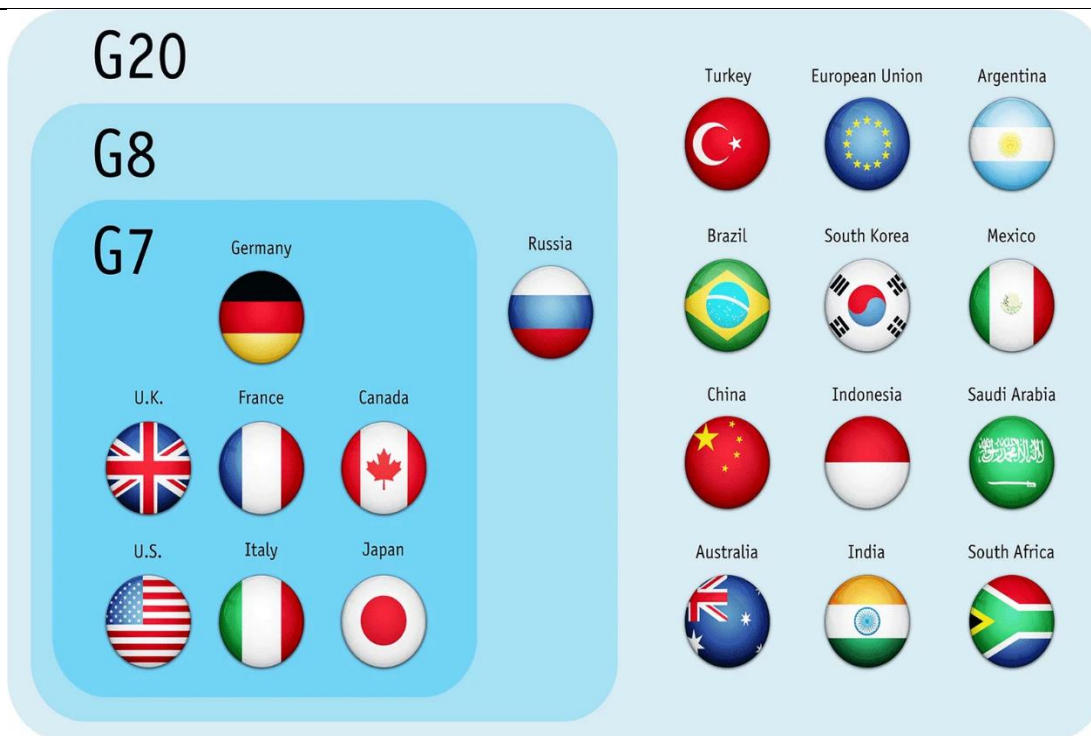 G20
Turkey European Union Argentina
G8
G7 Germany Russia Brazil South Korea Mexico
U.K. France Canada China Indonesia Saudi Arabia
U.S. Italy Japan Australia India South Africa